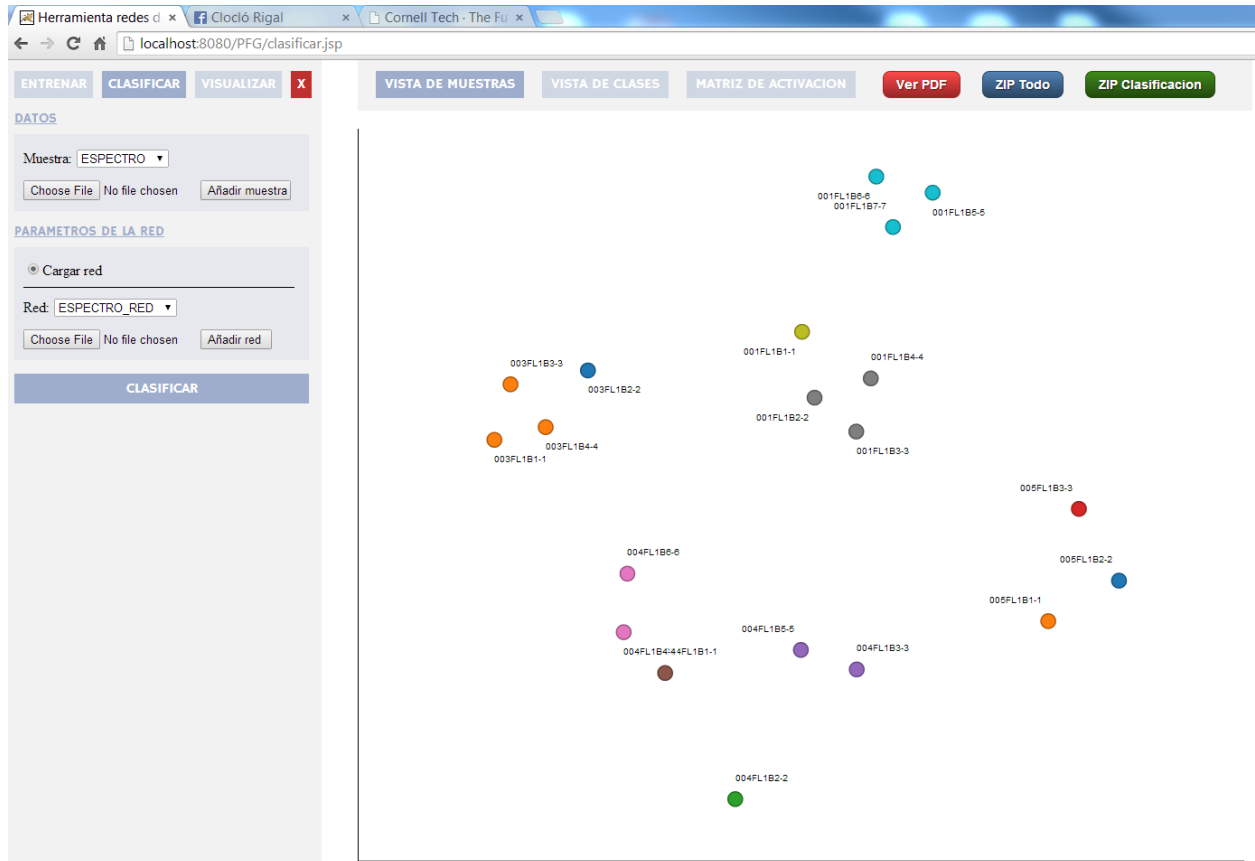 Herramienta redes d
Clocló Rigal
Cornell Tech - The Fu
localhost:8080/PFG/clasificar.jsp
ENTRENAR CLASIFICAR VISUALIZAR X
VISTA DE MUESTRAS VISTA DE CLASES MATRIZ DE ACTIVACION Ver PDF ZIP Todo ZIP Clasificacion
DATOS
Muestra: ESPECTRO
Choose File No file chosen Añadir muestra
PARAMETROS DE LA RED
Cargar red
Red: ESPECTRO_RED
Choose File No file chosen Añadir red
CLASIFICAR
001FL1B6-6
001FL1B7-7
001FL1B5-5
001FL1B1-1
001FL1B4-4
003FL1B3-3
003FL1B2-2
001FL1B2-2
003FL1B4-4
001FL1B3-3
003FL1B1-1
005FL1B3-3
004FL1B6-6
005FL1B2-2
005FL1B1-1
004FL1B5-5
004FL1B3-3
004FL1B4-44FL1B1-1
004FL1B2-2